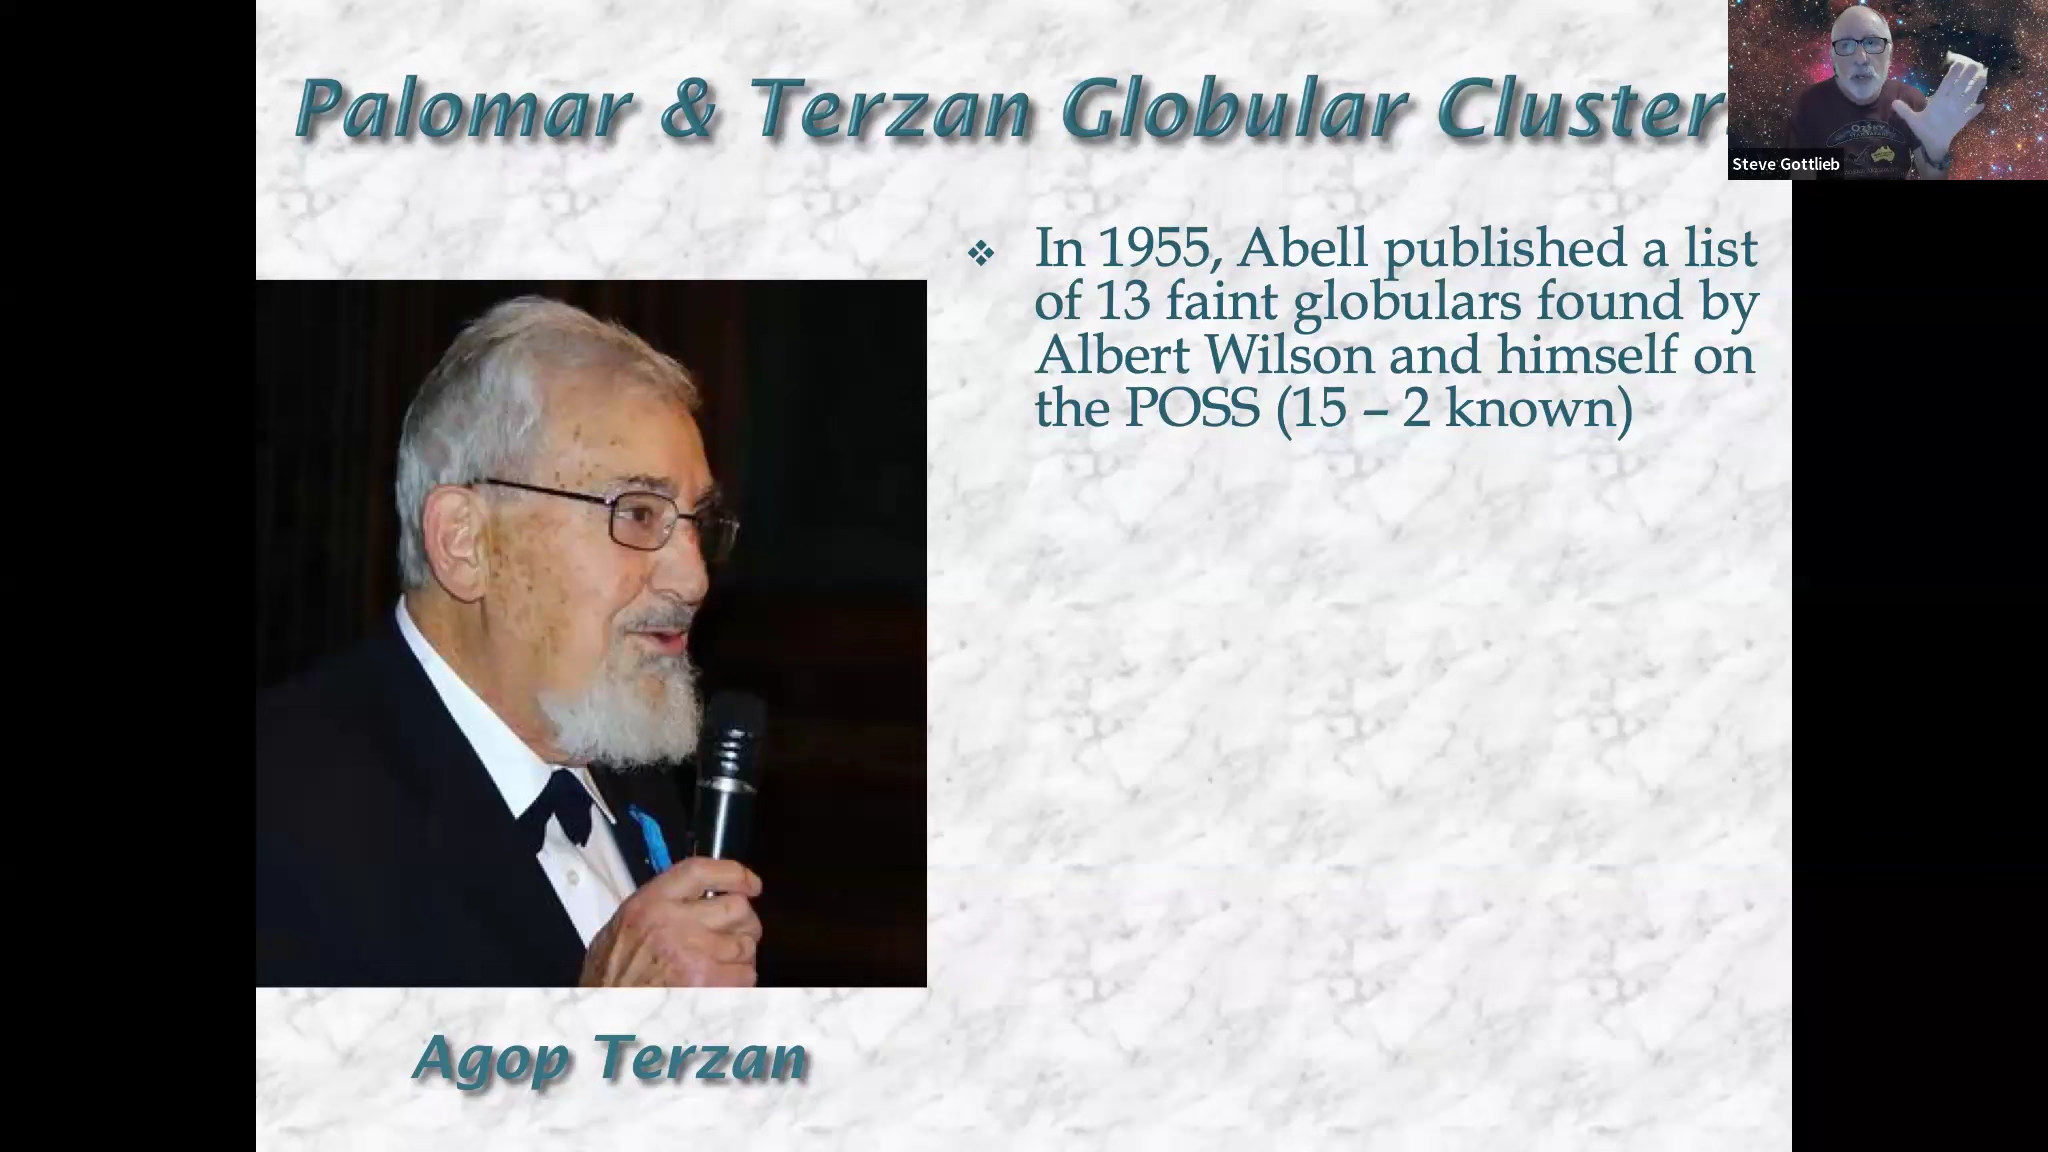 Palomar & Terzan Globular Cluster
Steve Gottlieb
❖ In 1955, Abell published a list
of 13 faint globulars found by
Albert Wilson and himself on
the POSS (15 – 2 known)
Agop Terzan